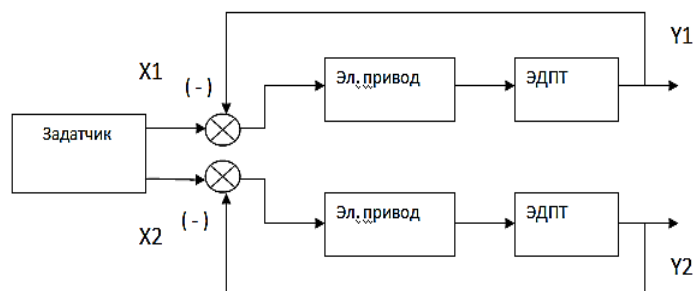 Y1
X1
( - )
Эл. привод
ЭДПТ
Задатчик
Эл. привод
ЭДПТ
( - )
X2
Y2